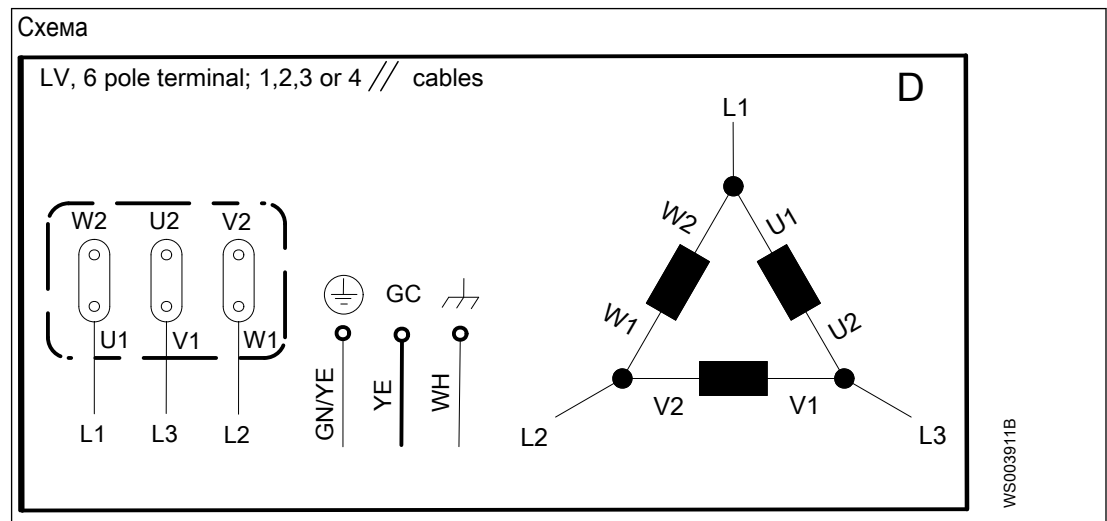 Схема
LV, 6 pole terminal; 1,2,3 or 4 // cables
D
W2 U2 V2
U1 V1 W1
L1 L3 L2
GC
GN/YE YE WH
L1
W2 U1
W1 U2
V2 V1
L2 L3
WS003911B